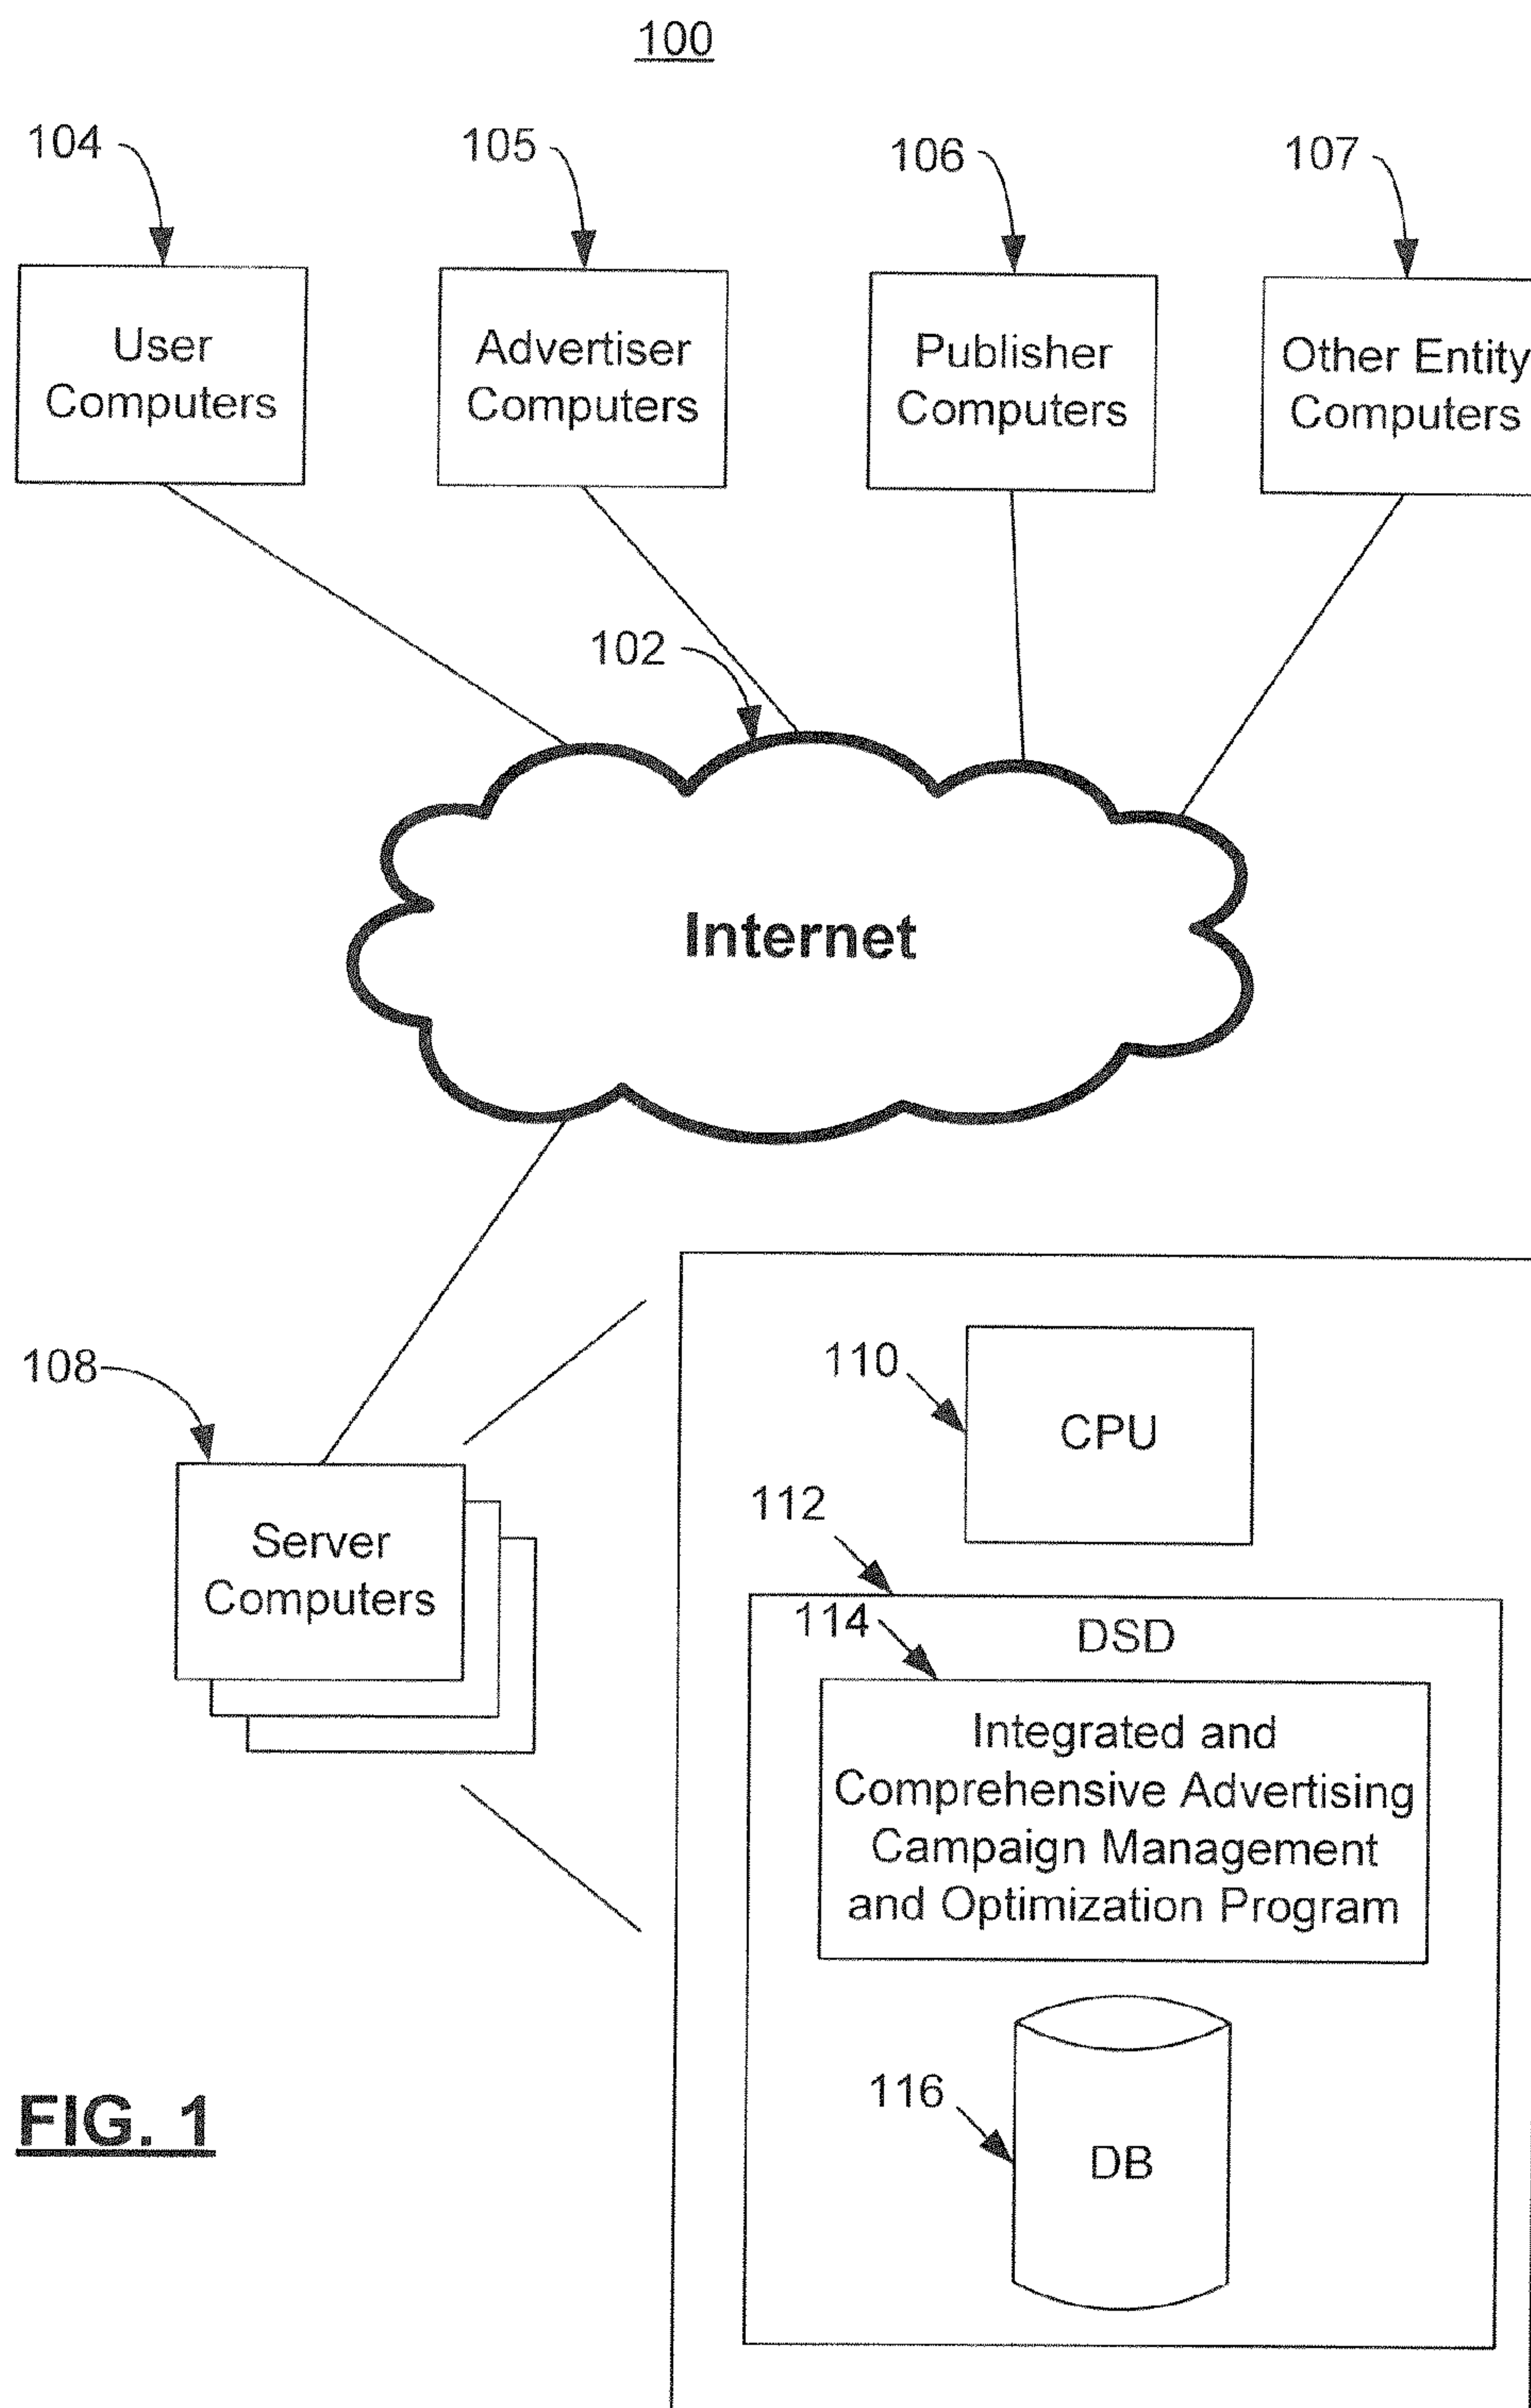 100
104
105
106
107
User
Computers
Advertiser
Computers
Publisher
Computers
Other Entity
Computers
102
Internet
108
Server
Computers
110
CPU
112
DSD
114
Integrated and
Comprehensive Advertising
Campaign Management
and Optimization Program
116
DB
FIG. 1